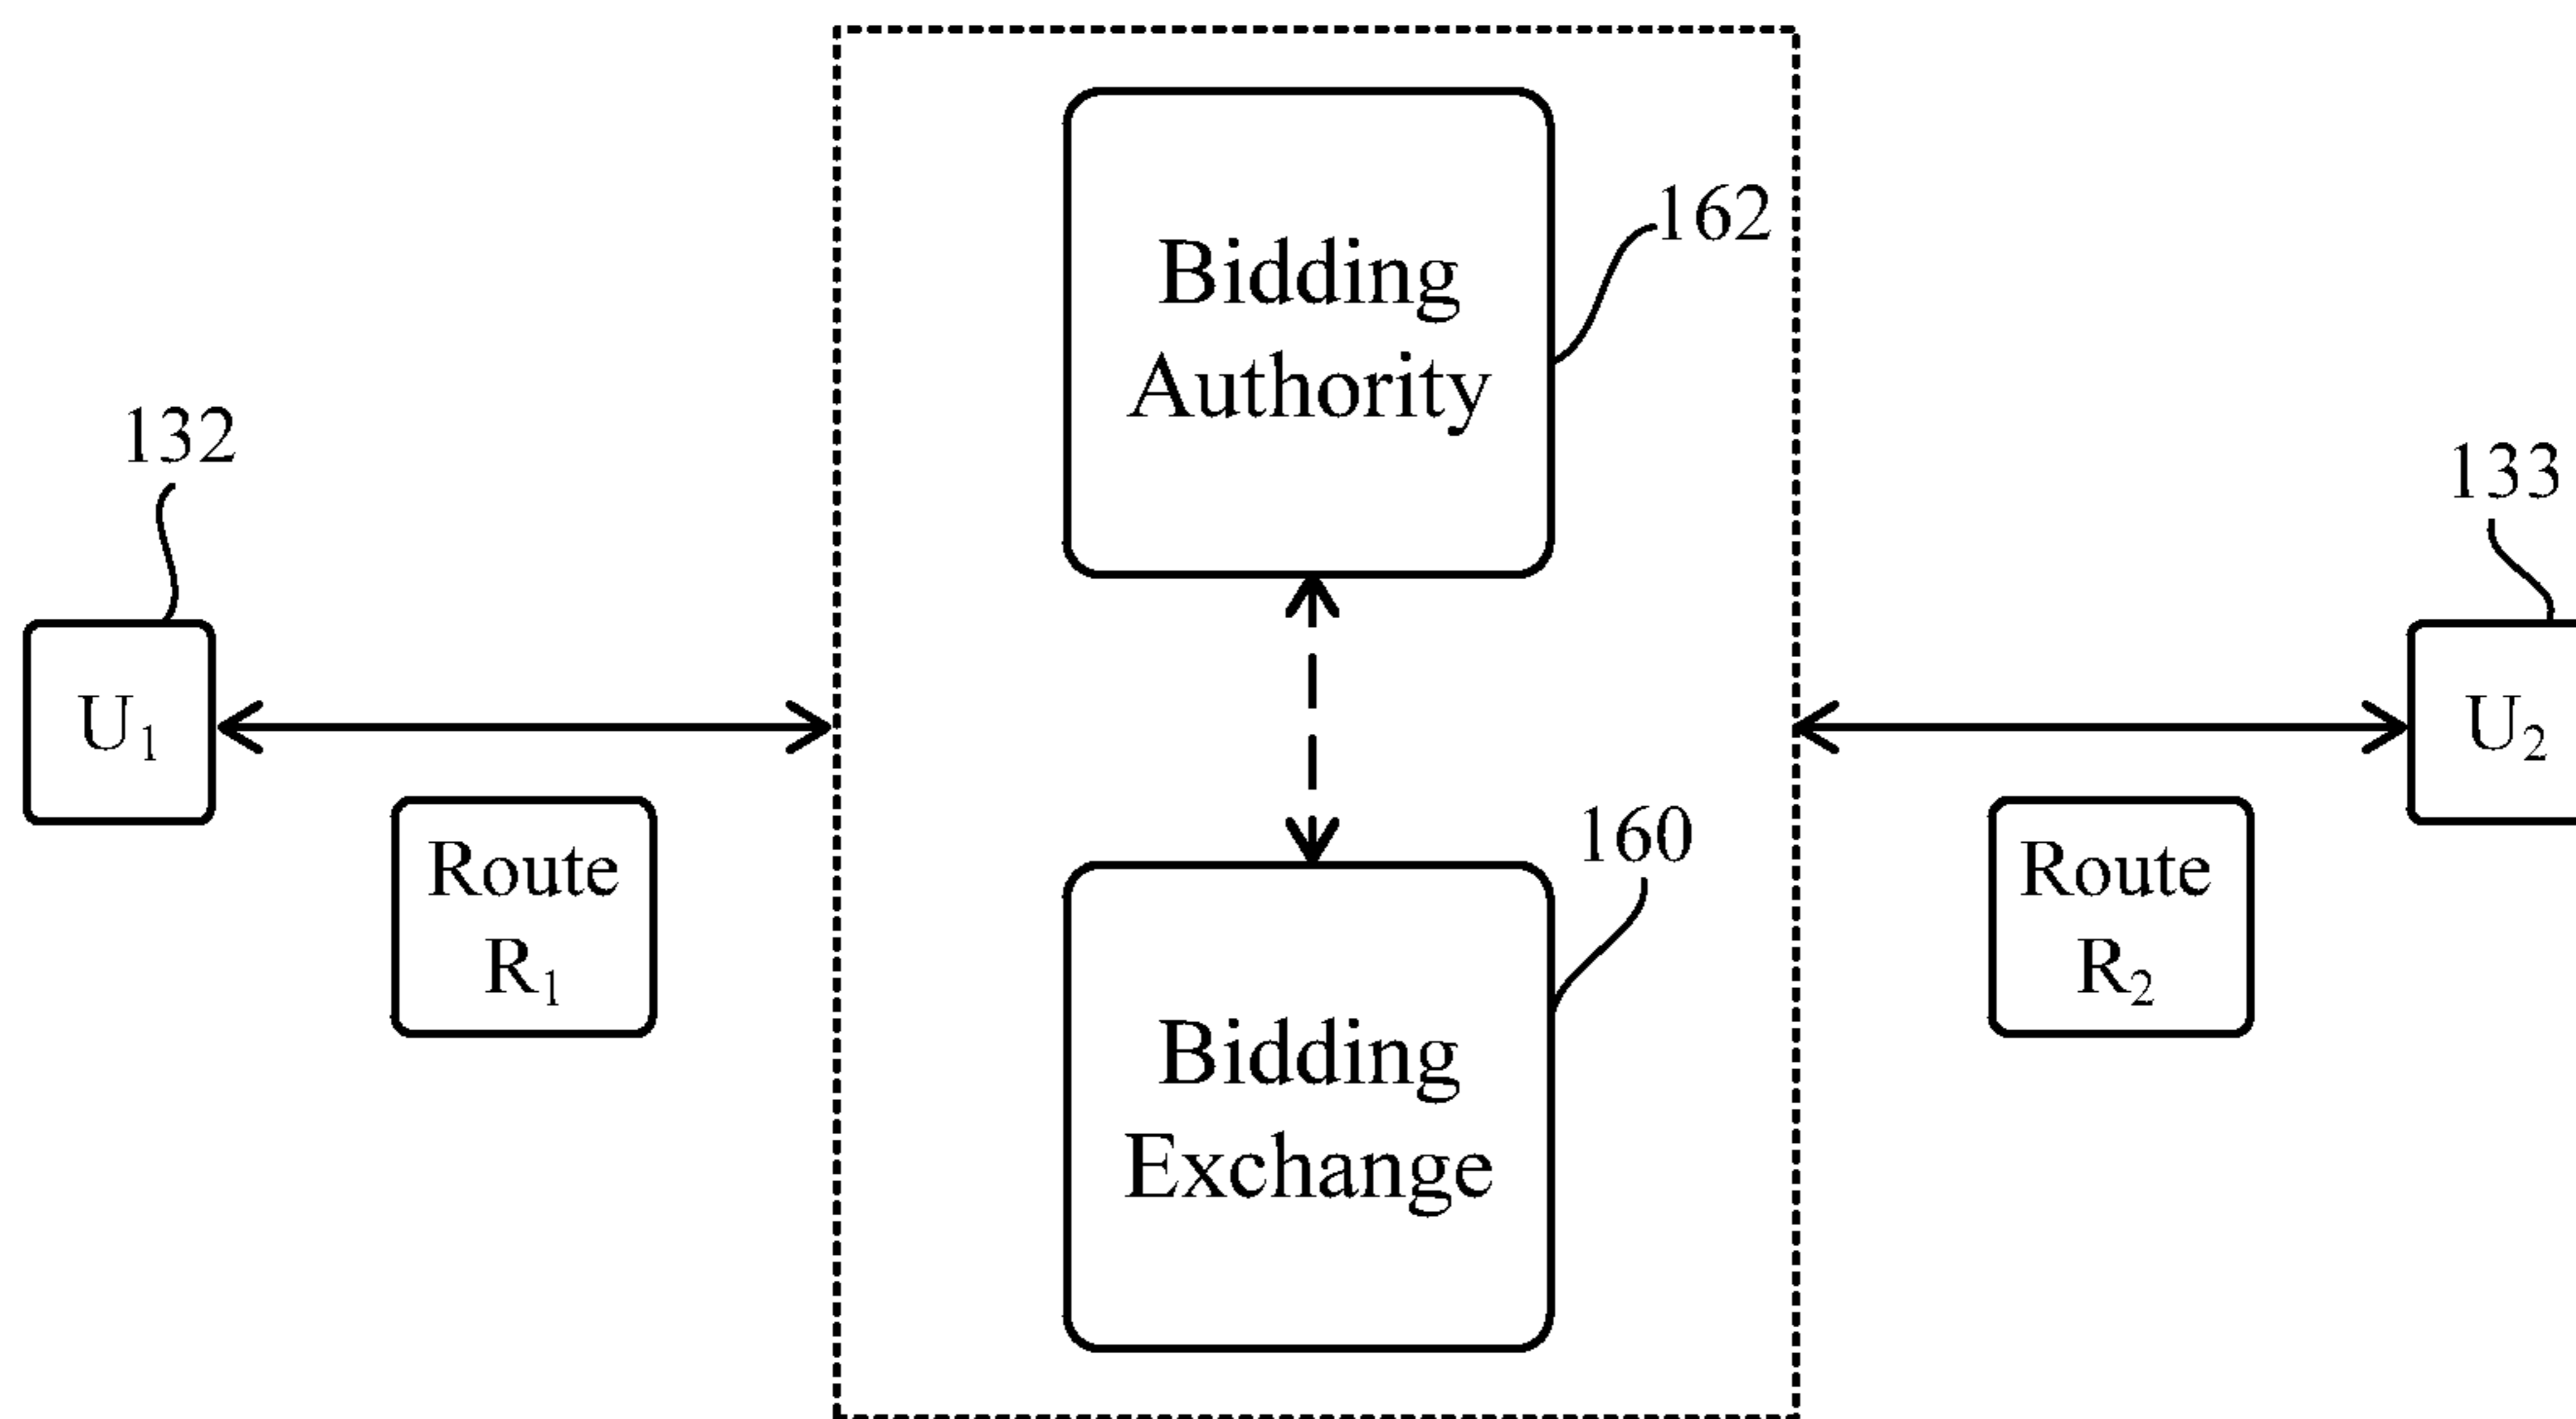 162
Bidding
Authority
132
133
U₁
U₂
160
Route
R₁
Route
R₂
Bidding
Exchange